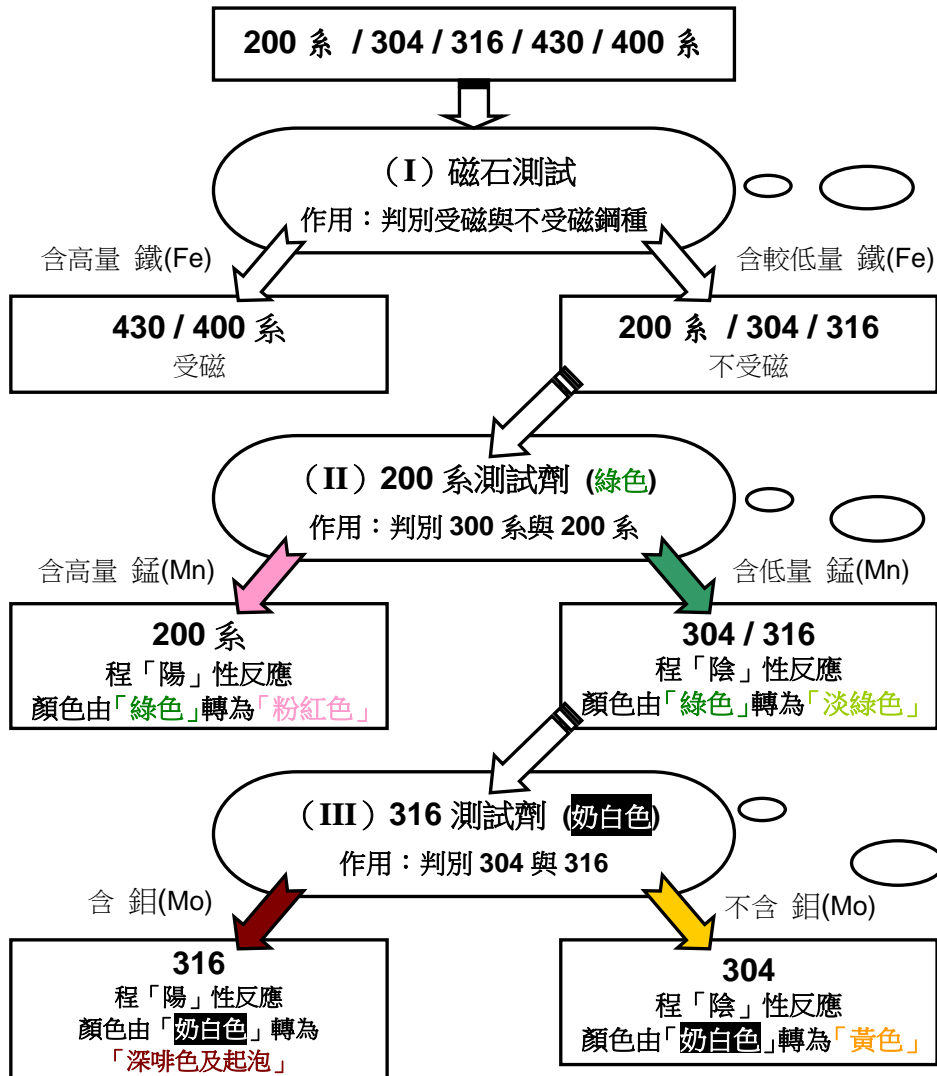 200 系 / 304 / 316 / 430 / 400 系
（I）磁石測試
作用：判別受磁與不受磁鋼種
含高量 鐵(Fe)
含較低量 鐵(Fe)
430 / 400 系
受磁
200 系 / 304 / 316
不受磁
（II）200 系測試劑 (綠色)
作用：判別 300 系與 200 系
含高量 錳(Mn)
含低量 錳(Mn)
200 系
程「陽」性反應
顏色由「綠色」轉為「粉紅色」
304 / 316
程「陰」性反應
顏色由「綠色」轉為「淡綠色」
（III）316 測試劑 (奶白色)
作用：判別 304 與 316
含 鉬(Mo)
不含 鉬(Mo)
316
程「陽」性反應
顏色由「奶白色」轉為
「深啡色及起泡」
304
程「陰」性反應
顏色由「奶白色」轉為「黃色」